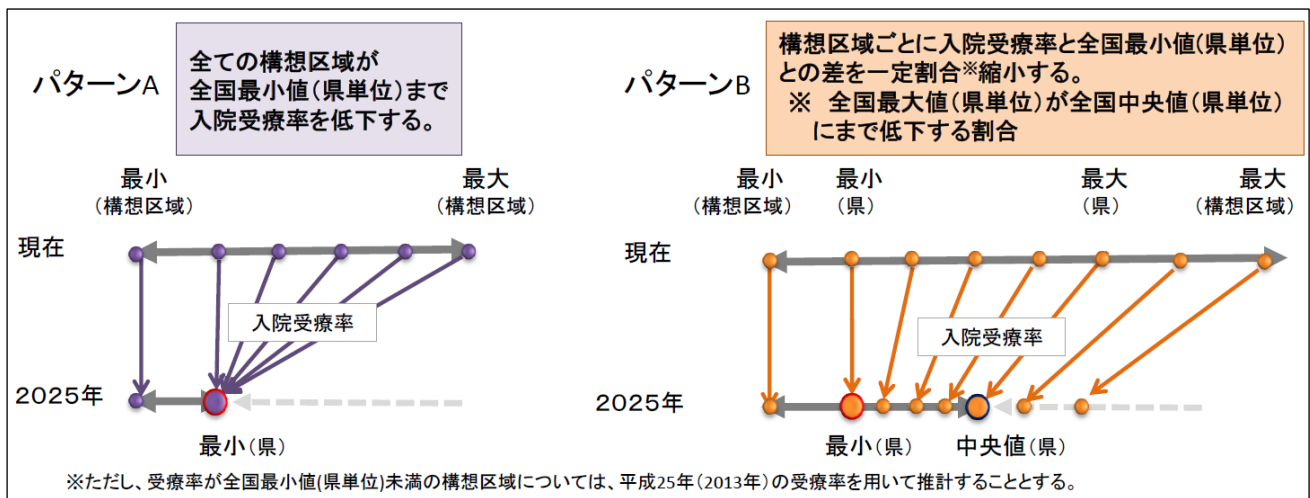 パターンA
全ての構想区域が
全国最小値(県単位)まで
入院受療率を低下する。
最小
(構想区域)
最大
(構想区域)
現在
入院受療率
2025年
最小(県)
パターンB
構想区域ごとに入院受療率と全国最小値(県単位)
との差を一定割合※縮小する。
※ 全国最大値(県単位)が全国中央値(県単位)
にまで低下する割合
最小
(構想区域)
最小
(県)
最大
(県)
最大
(構想区域)
現在
入院受療率
2025年
最小(県)
中央値(県)
※ただし、受療率が全国最小値(県単位)未満の構想区域については、平成25年(2013年)の受療率を用いて推計することとする。